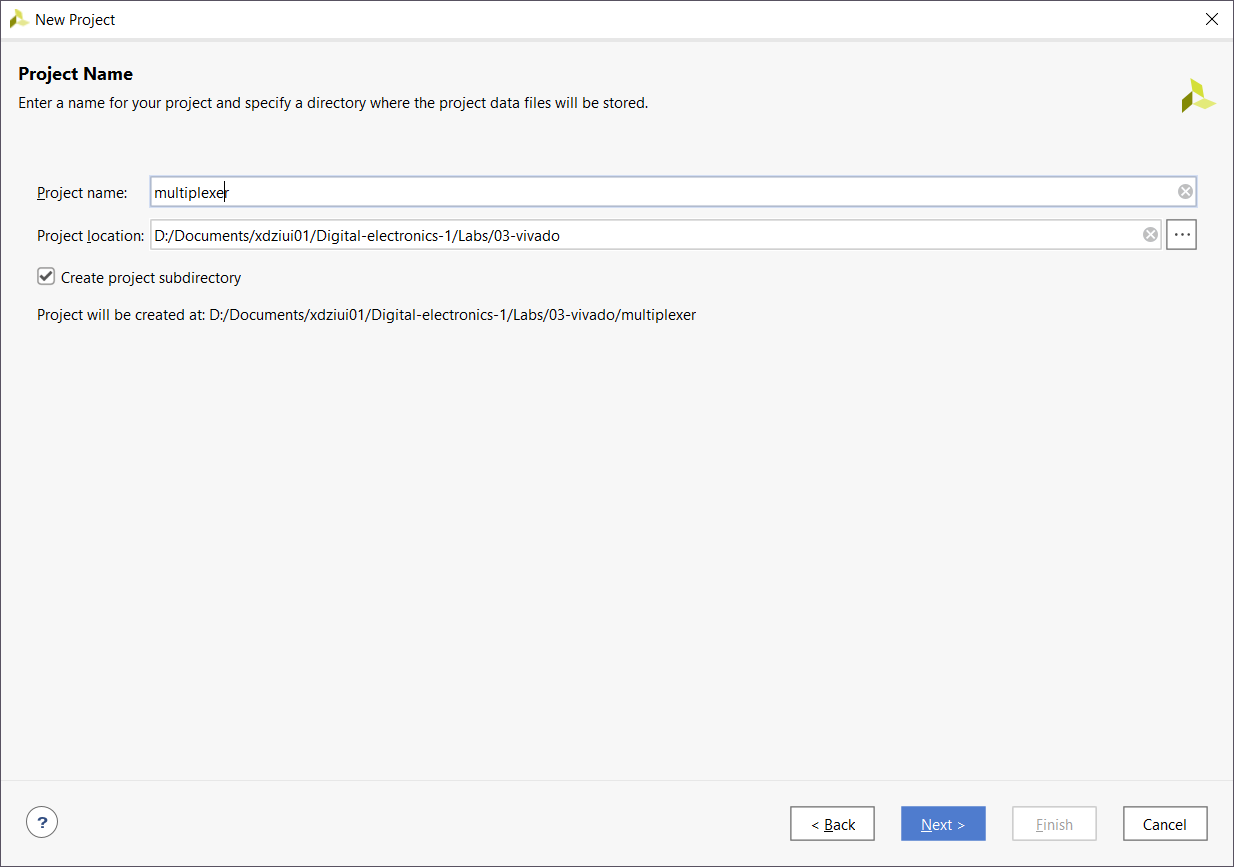 New Project
Project Name
Enter a name for your project and specify a directory where the project data files will be stored.
Project name: multiplexer
Project location: D:/Documents/xdziui01/Digital-electronics-1/Labs/03-vivado ...
Create project subdirectory
Project will be created at: D:/Documents/xdziui01/Digital-electronics-1/Labs/03-vivado/multiplexer
? < Back Next > Finish Cancel